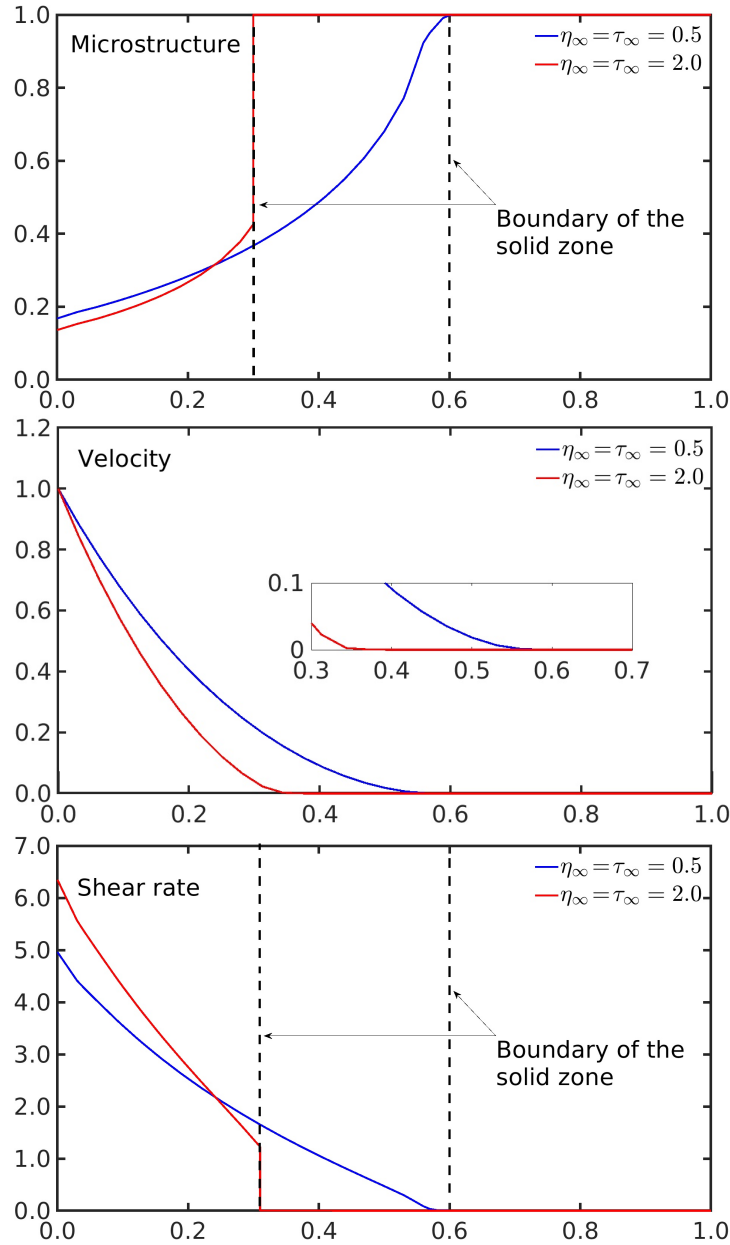 1.0
Microstructure
η∞=τ∞ = 0.5
η∞=τ∞ = 2.0
0.8
0.6
Boundary of the
solid zone
0.4
0.2
0.0
0.0 0.2 0.4 0.6 0.8 1.0
1.2
Velocity
η∞=τ∞ = 0.5
η∞=τ∞ = 2.0
1.0
0.8
0.1
0
0.3 0.4 0.5 0.6 0.7
0.6
0.4
0.2
0.0
0.0 0.2 0.4 0.6 0.8 1.0
7.0
Shear rate
η∞=τ∞ = 0.5
η∞=τ∞ = 2.0
6.0
5.0
4.0
Boundary of the
solid zone
3.0
2.0
1.0
0.0
0.0 0.2 0.4 0.6 0.8 1.0